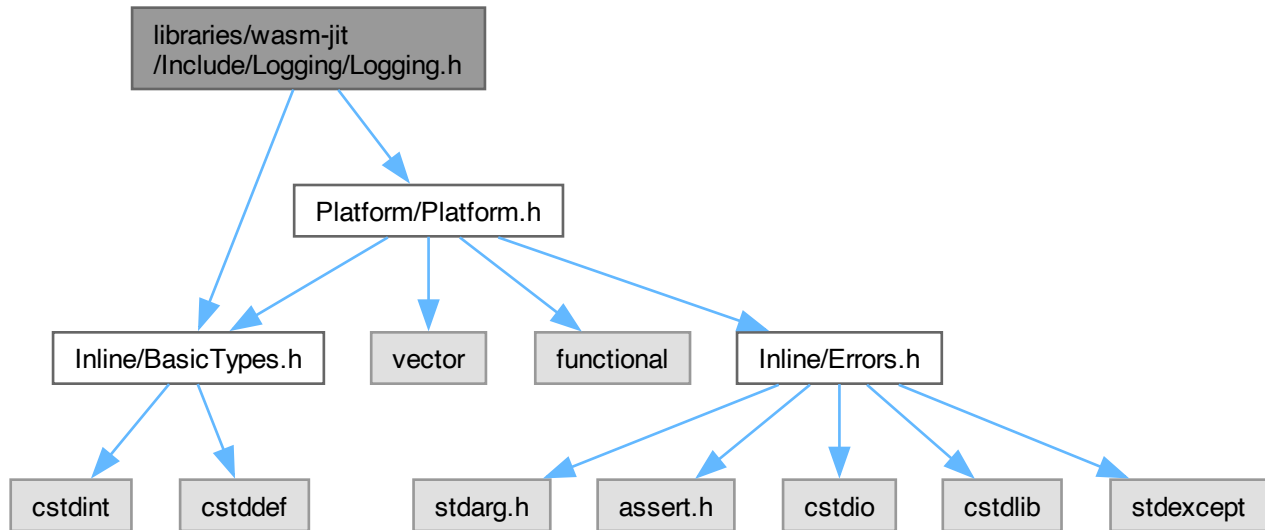 libraries/wasm-jit
/Include/Logging/Logging.h
Platform/Platform.h
Inline/BasicTypes.h
vector
functional
Inline/Errors.h
cstdint
cstddef
stdarg.h
assert.h
cstdio
cstdlib
stdexcept